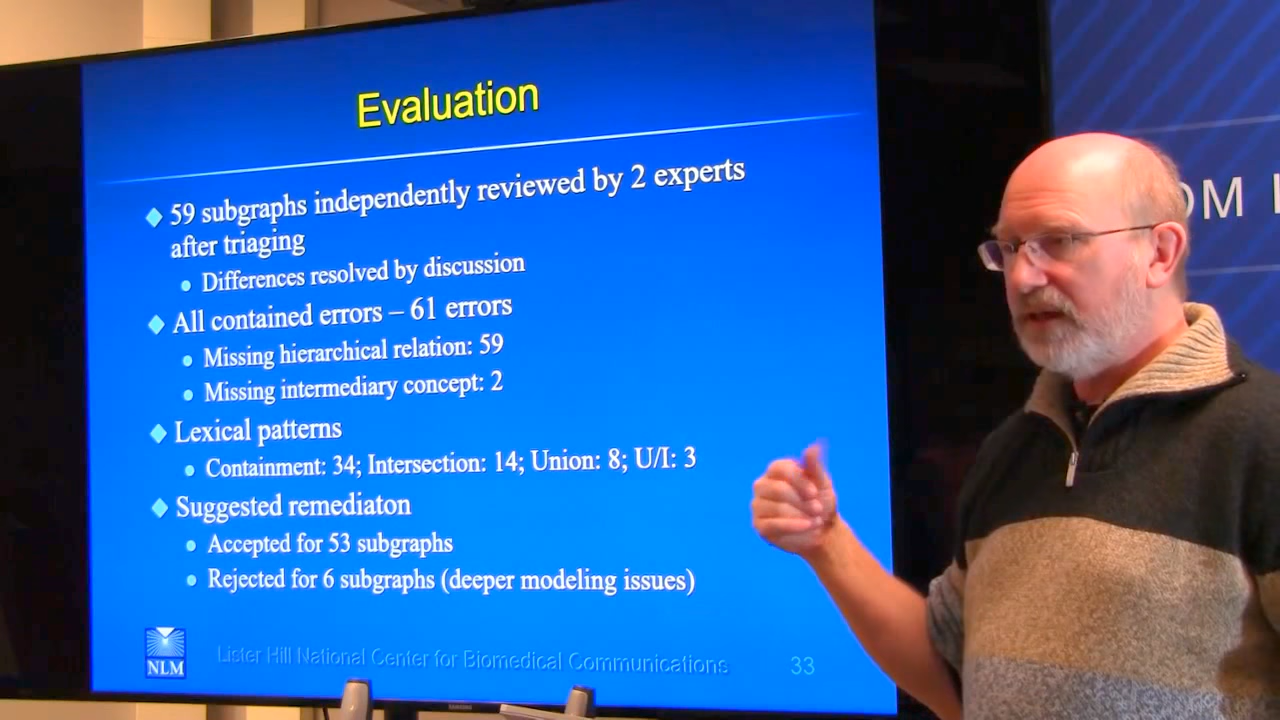 Evaluation
59 subgraphs independently reviewed by 2 experts
after triaging
Differences resolved by discussion
All contained errors – 61 errors
Missing hierarchical relation: 59
Missing intermediary concept: 2
Lexical patterns
Containment: 34; Intersection: 14; Union: 8; U/I: 3
Suggested remediaton
Accepted for 53 subgraphs
Rejected for 6 subgraphs (deeper modeling issues)
NLM
Lister Hill National Center for Biomedical Communications
33
SAMSUNG